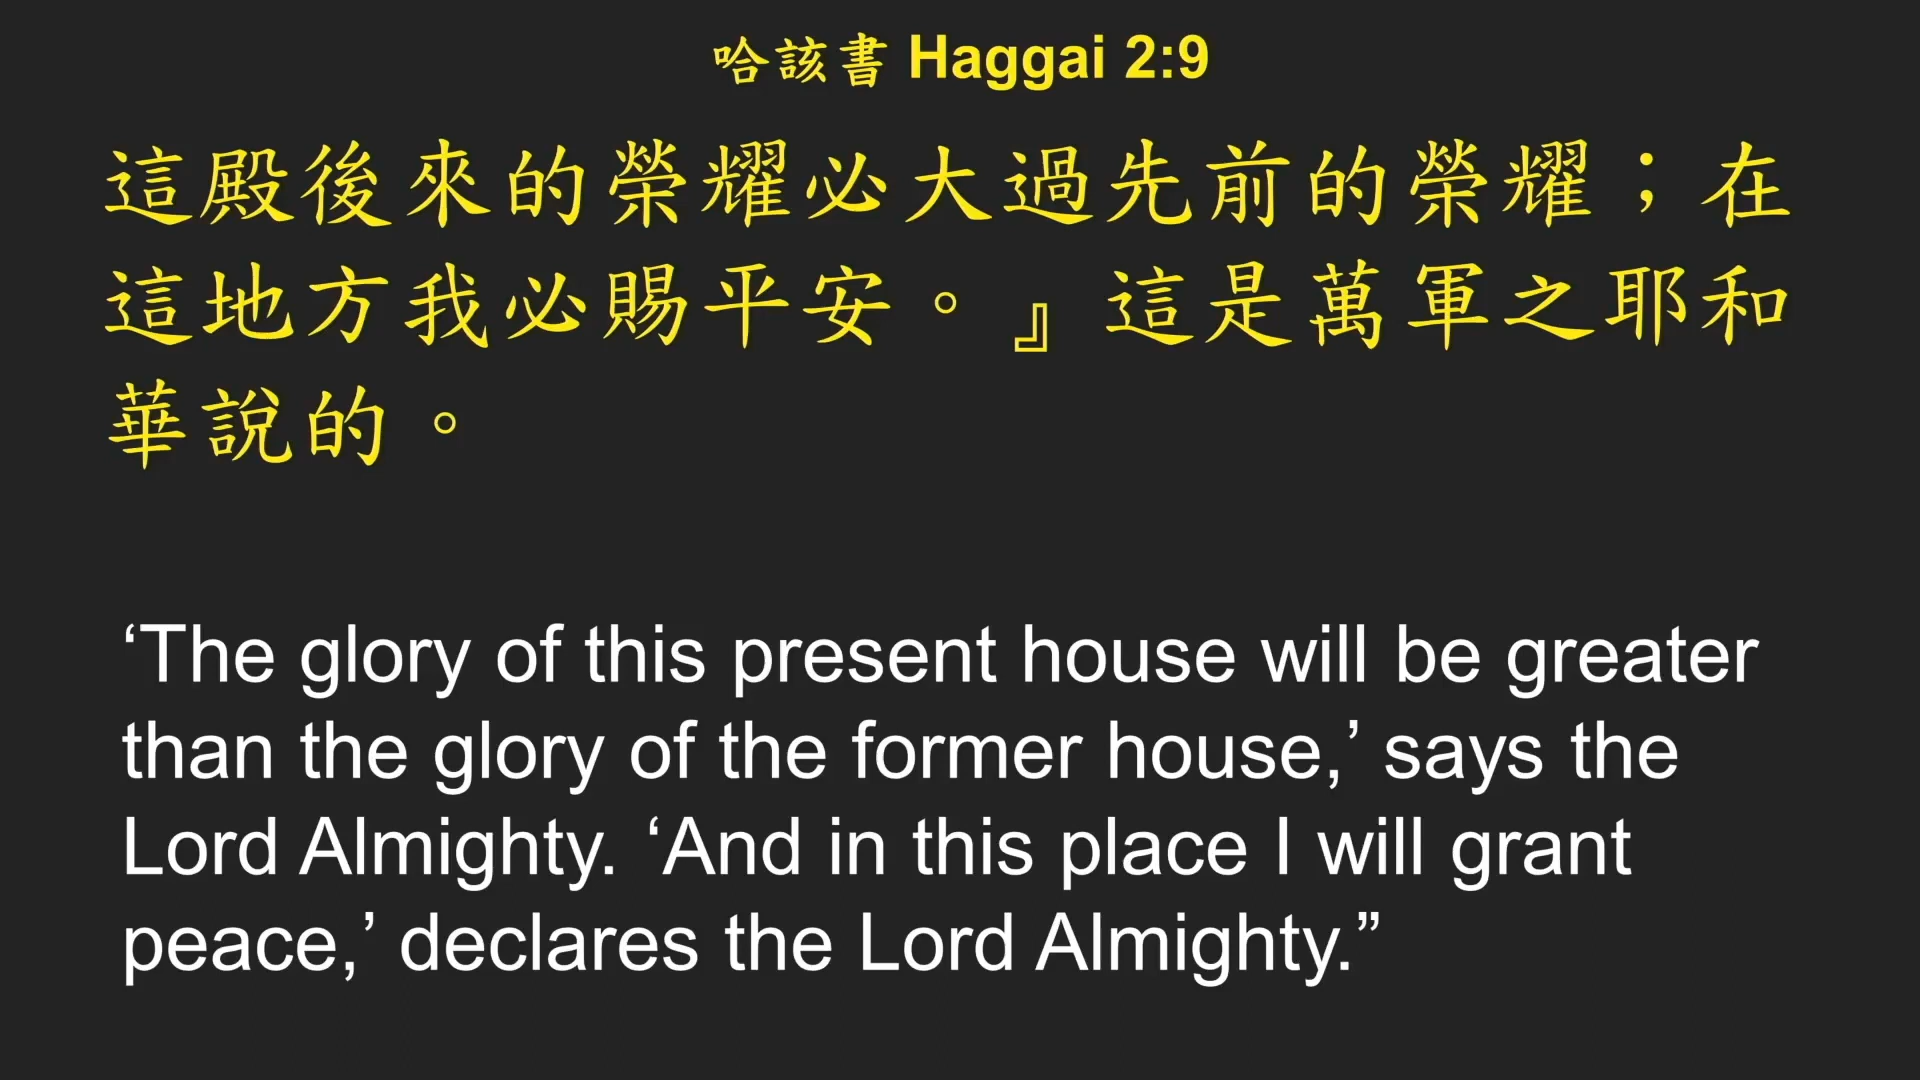 哈該書 Haggai 2:9
這殿後來的榮耀必大過先前的榮耀；在
這地方我必賜平安。』這是萬軍之耶和
華說的。
‘The glory of this present house will be greater
than the glory of the former house,’ says the
Lord Almighty. ‘And in this place I will grant
peace,’ declares the Lord Almighty.”